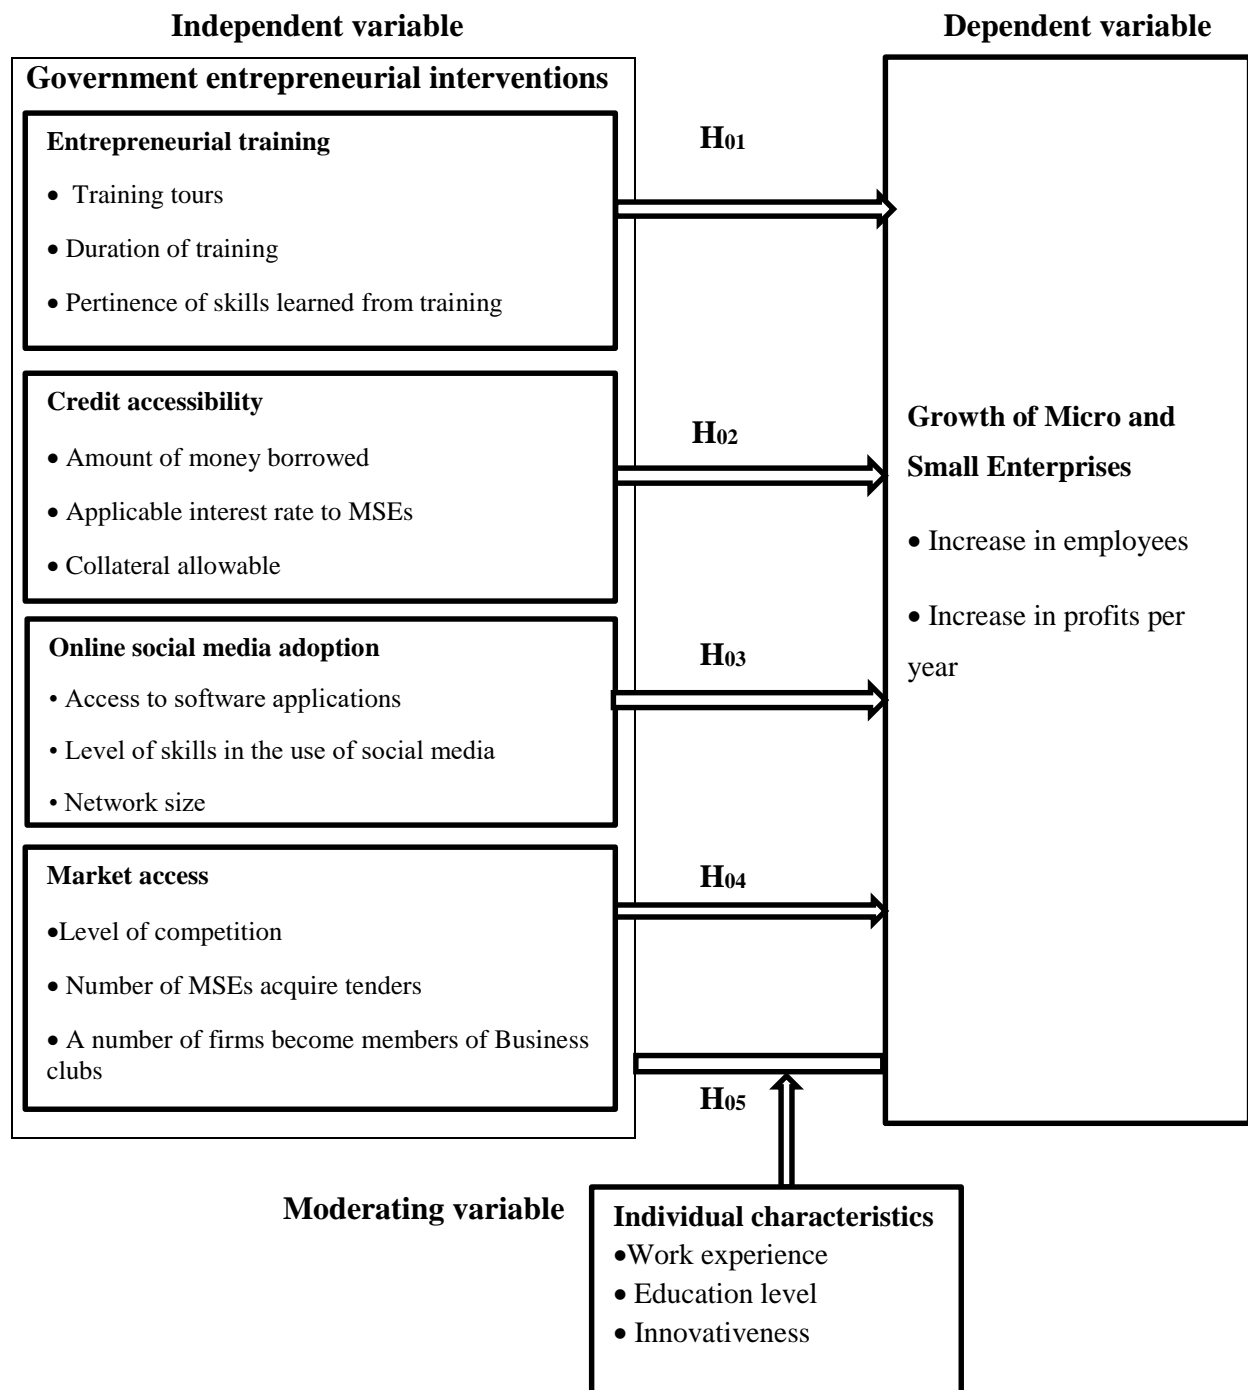 Independent variable
Dependent variable
Government entrepreneurial interventions
Entrepreneurial training
• Training tours
• Duration of training
• Pertinence of skills learned from training
H01
Credit accessibility
• Amount of money borrowed
• Applicable interest rate to MSEs
• Collateral allowable
H02
Online social media adoption
• Access to software applications
• Level of skills in the use of social media
• Network size
H03
Market access
•Level of competition
• Number of MSEs acquire tenders
• A number of firms become members of Business
clubs
H04
H05
Growth of Micro and
Small Enterprises
• Increase in employees
• Increase in profits per
year
Moderating variable
Individual characteristics
•Work experience
• Education level
• Innovativeness